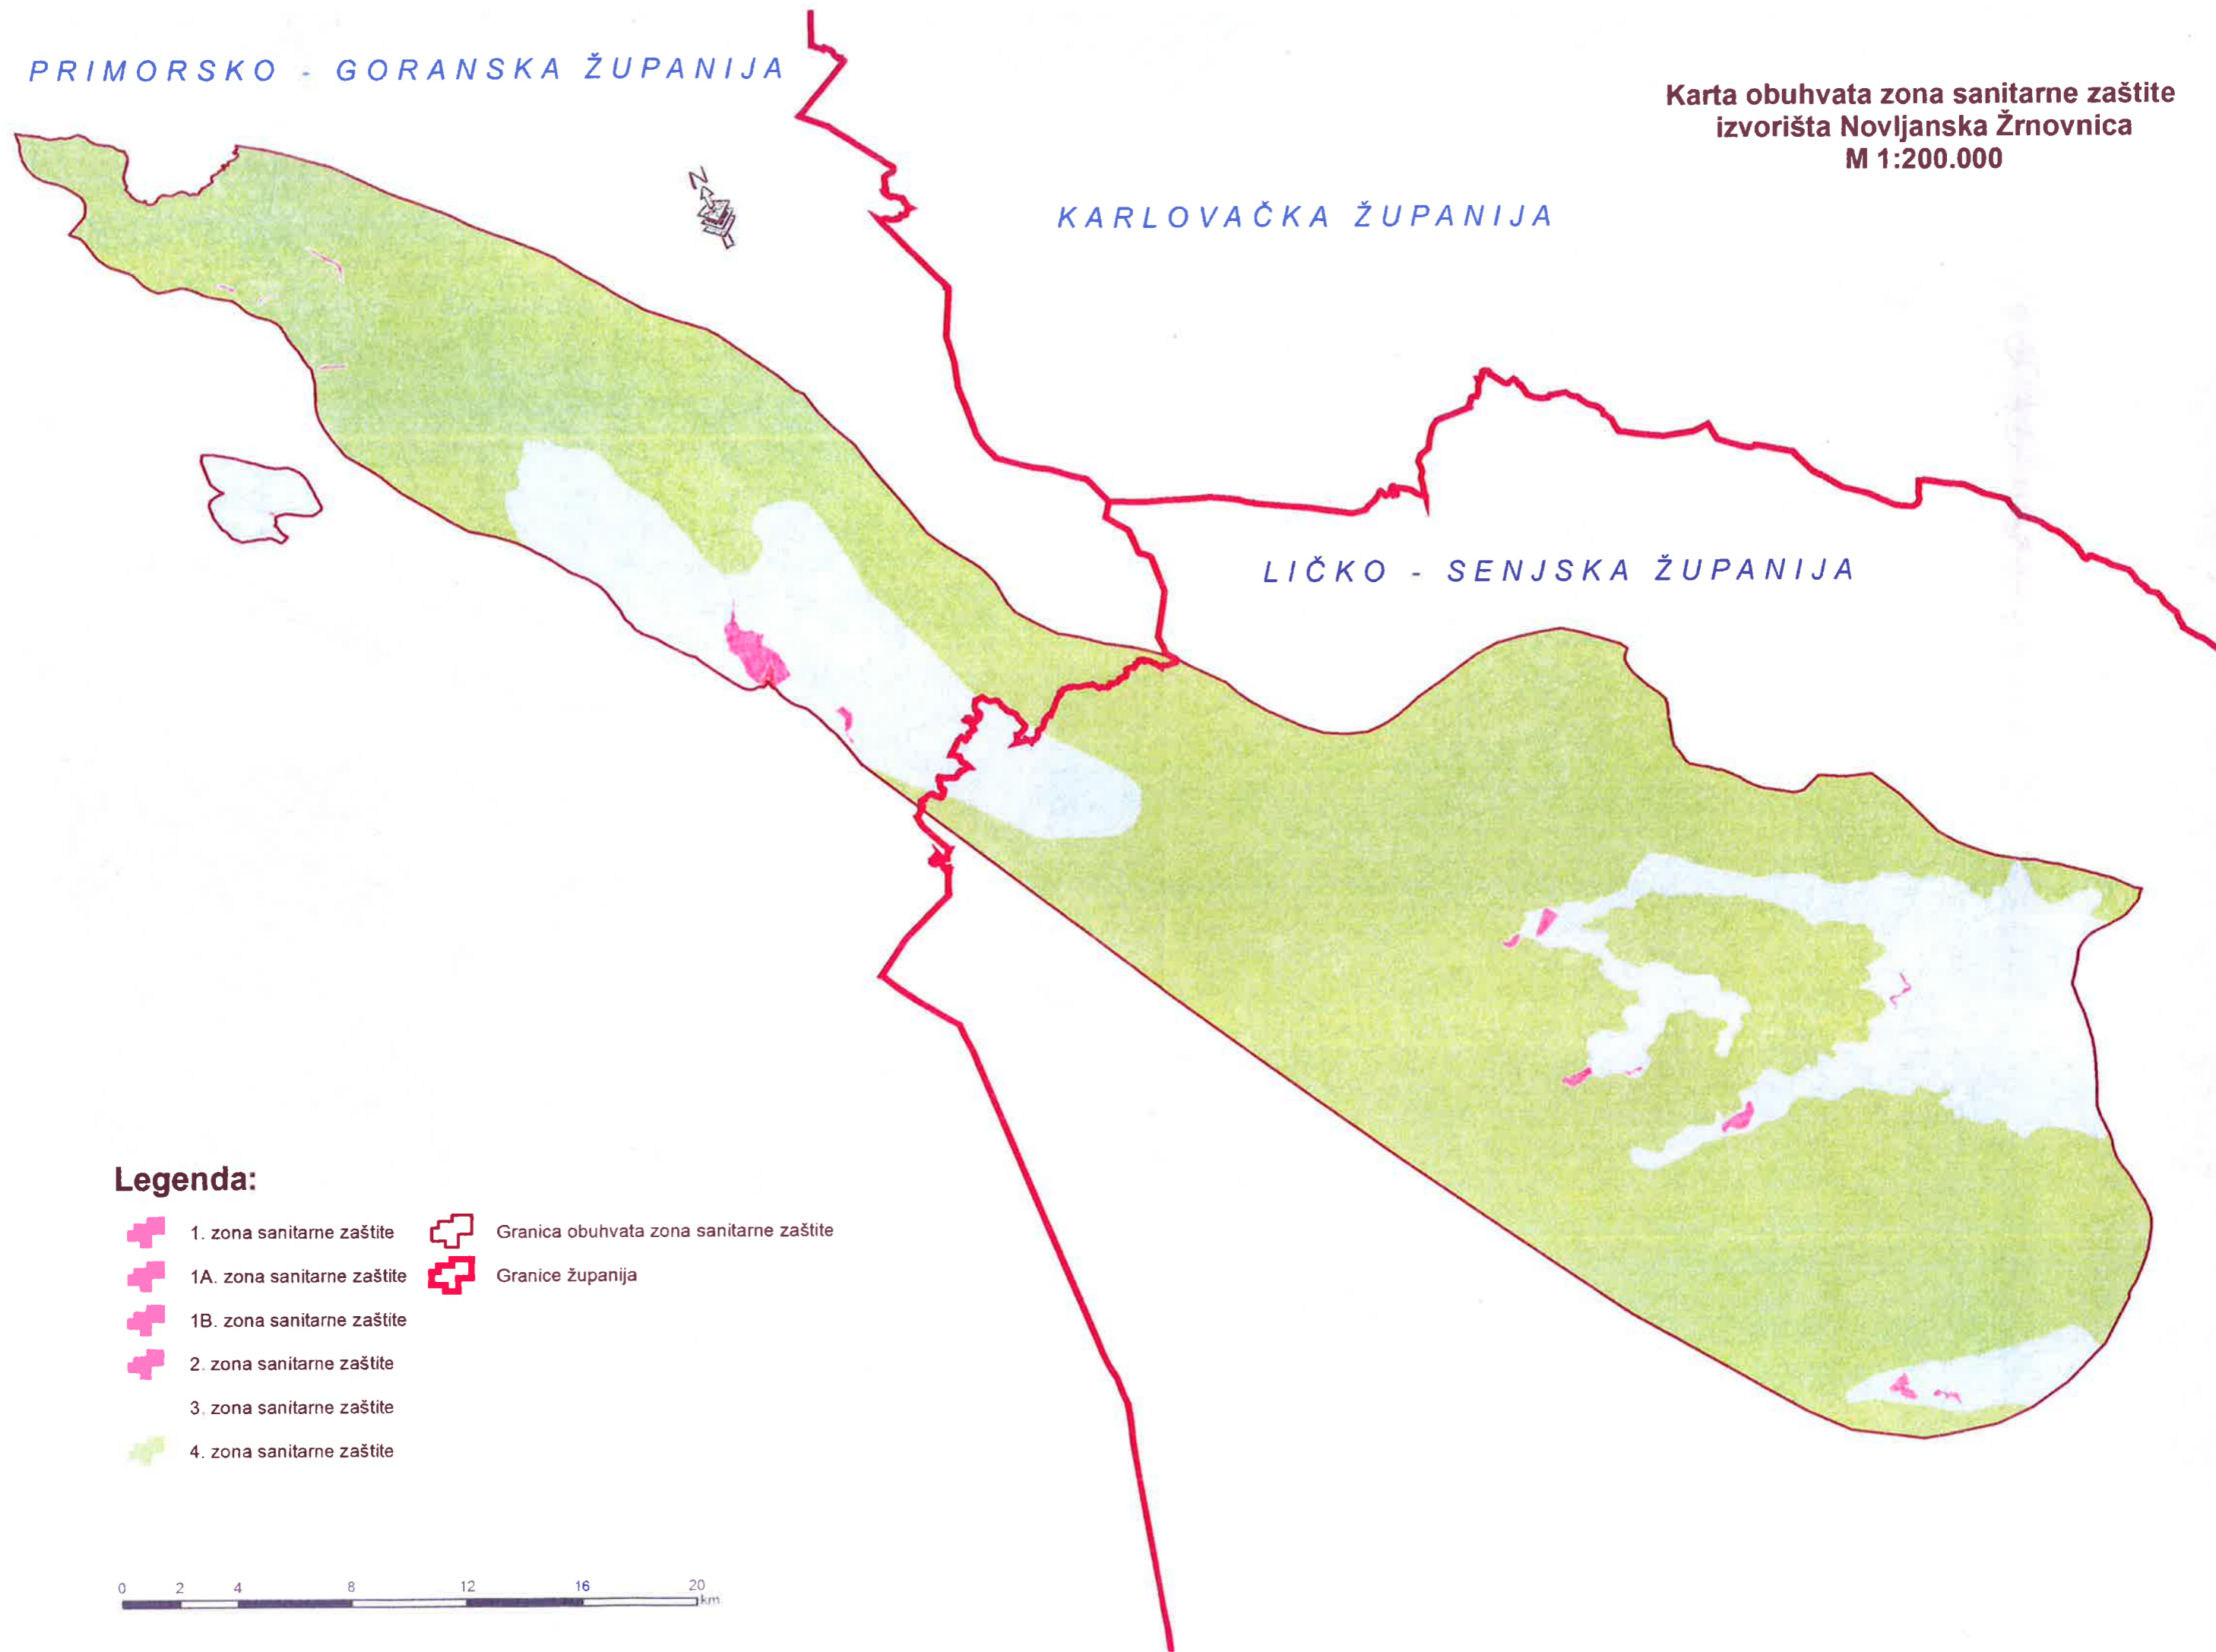 PRIMORSKO - GORANSKA ŽUPANIJA
Karta obuhvata zona sanitarne zaštite
izvorišta Novljanska Žrnovnica
M 1:200.000
N
KARLOVAČKA ŽUPANIJA
LIČKO - SENJSKA ŽUPANIJA
Legenda:
1. zona sanitarne zaštite
Granica obuhvata zona sanitarne zaštite
1A. zona sanitarne zaštite
Granice županija
1B. zona sanitarne zaštite
2. zona sanitarne zaštite
3. zona sanitarne zaštite
4. zona sanitarne zaštite
0 2 4 8 12 16 20
km